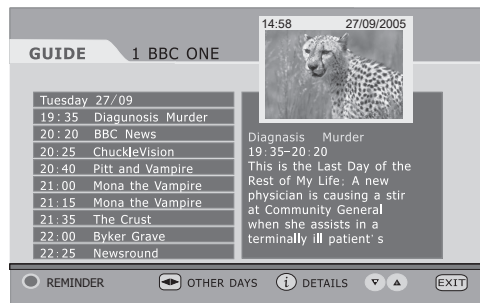 14:58 27/09/2005
GUIDE 1 BBC ONE
Tuesday 27/09
19:35 Diagunosis Murder
20:20 BBC News
20:25 ChuckleVision
20:40 Pitt and Vampire
21:00 Mona the Vampire
21:15 Mona the Vampire
21:35 The Crust
22:00 Byker Grave
22:25 Newsround
Diagnasis Murder
19:35-20:20
This is the Last Day of the
Rest of My Life: A new
physician is causing a stir
at Community General
when she assists in a
terminally ill patient's
REMINDER OTHER DAYS i DETAILS EXIT